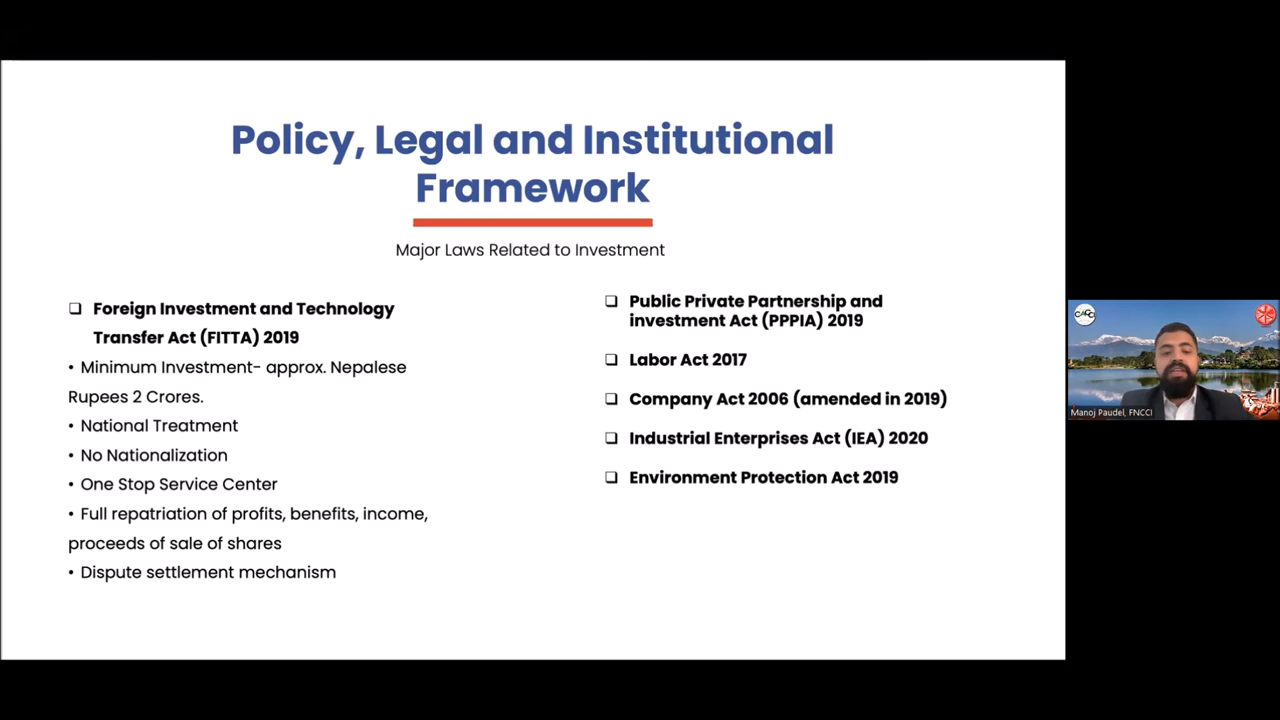 Policy, Legal and Institutional
Framework
Major Laws Related to Investment
❑ Foreign Investment and Technology
Transfer Act (FITTA) 2019
• Minimum Investment- approx. Nepalese
Rupees 2 Crores.
• National Treatment
• No Nationalization
• One Stop Service Center
• Full repatriation of profits, benefits, income,
proceeds of sale of shares
• Dispute settlement mechanism
❑ Public Private Partnership and
investment Act (PPPIA) 2019
❑ Labor Act 2017
❑ Company Act 2006 (amended in 2019)
❑ Industrial Enterprises Act (IEA) 2020
❑ Environment Protection Act 2019
CACCI
Manoj Paudel, FNCCI